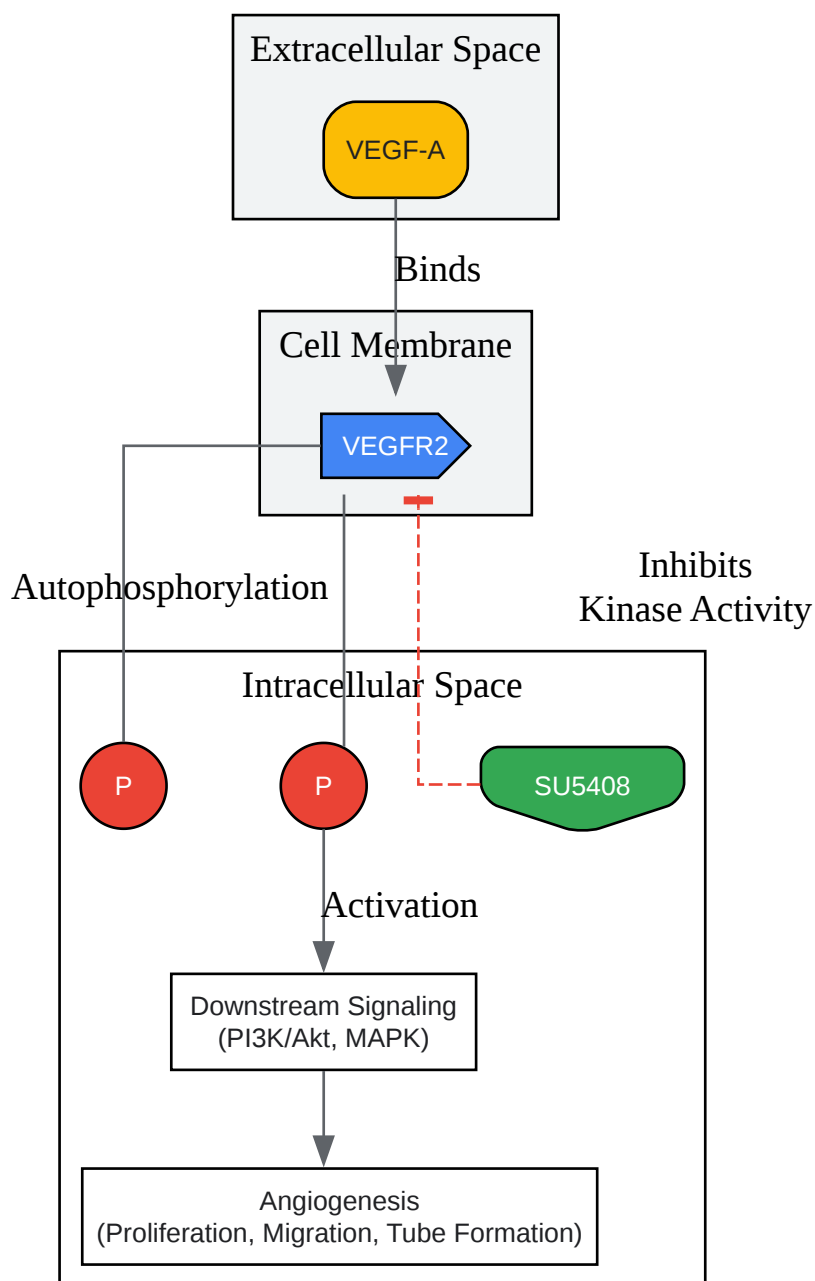 Extracellular Space
VEGF-A
Binds
Cell Membrane
VEGFR2
Autophosphorylation
Inhibits
Kinase Activity
Intracellular Space
P
P
SU5408
Activation
Downstream Signaling
(PI3K/Akt, MAPK)
Angiogenesis
(Proliferation, Migration, Tube Formation)